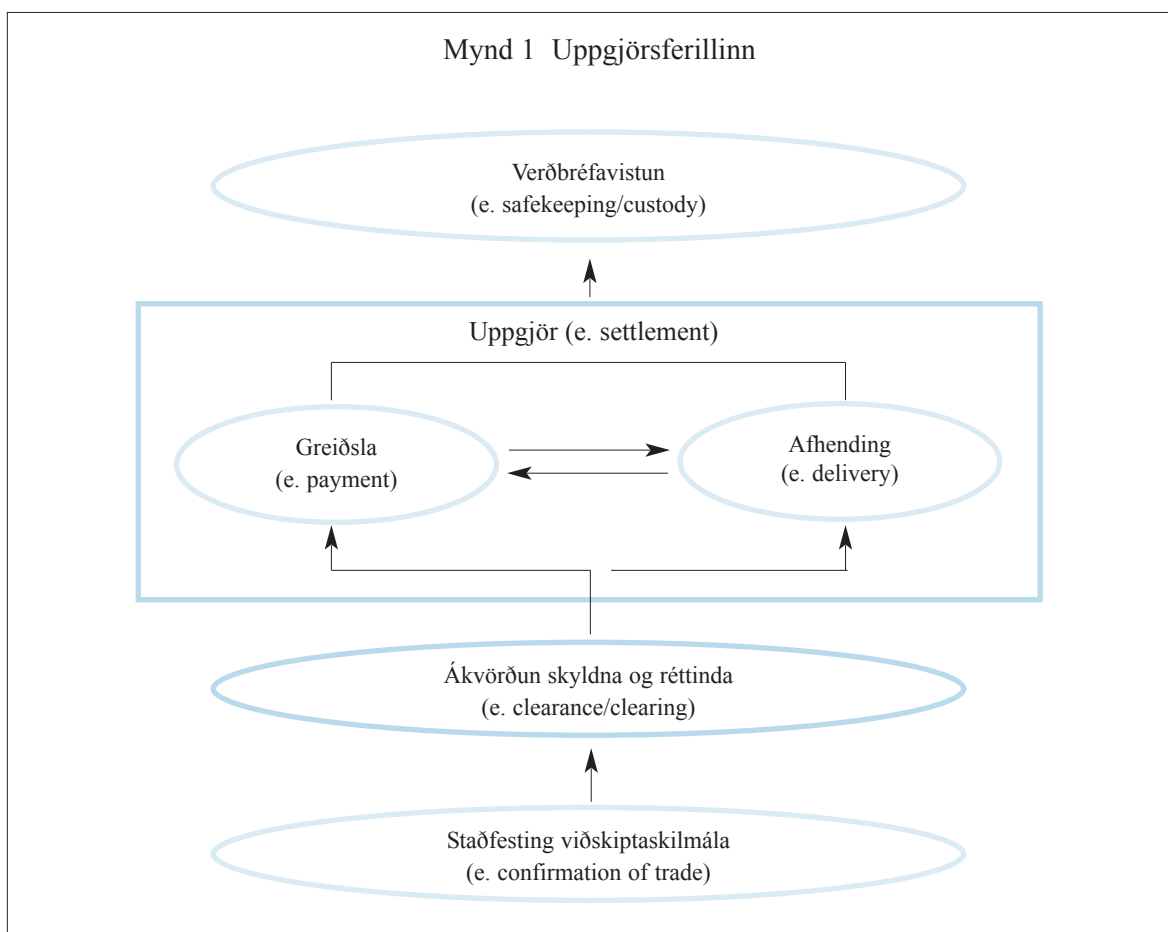 Mynd 1 Uppgjörsferillinn
Verðbréfavistun
(e. safekeeping/custody)
Uppgjör (e. settlement)
Greiðsla
(e. payment)
Afhending
(e. delivery)
Ákvörðun skyldna og réttinda
(e. clearance/clearing)
Staðfesting viðskiptaskilmála
(e. confirmation of trade)